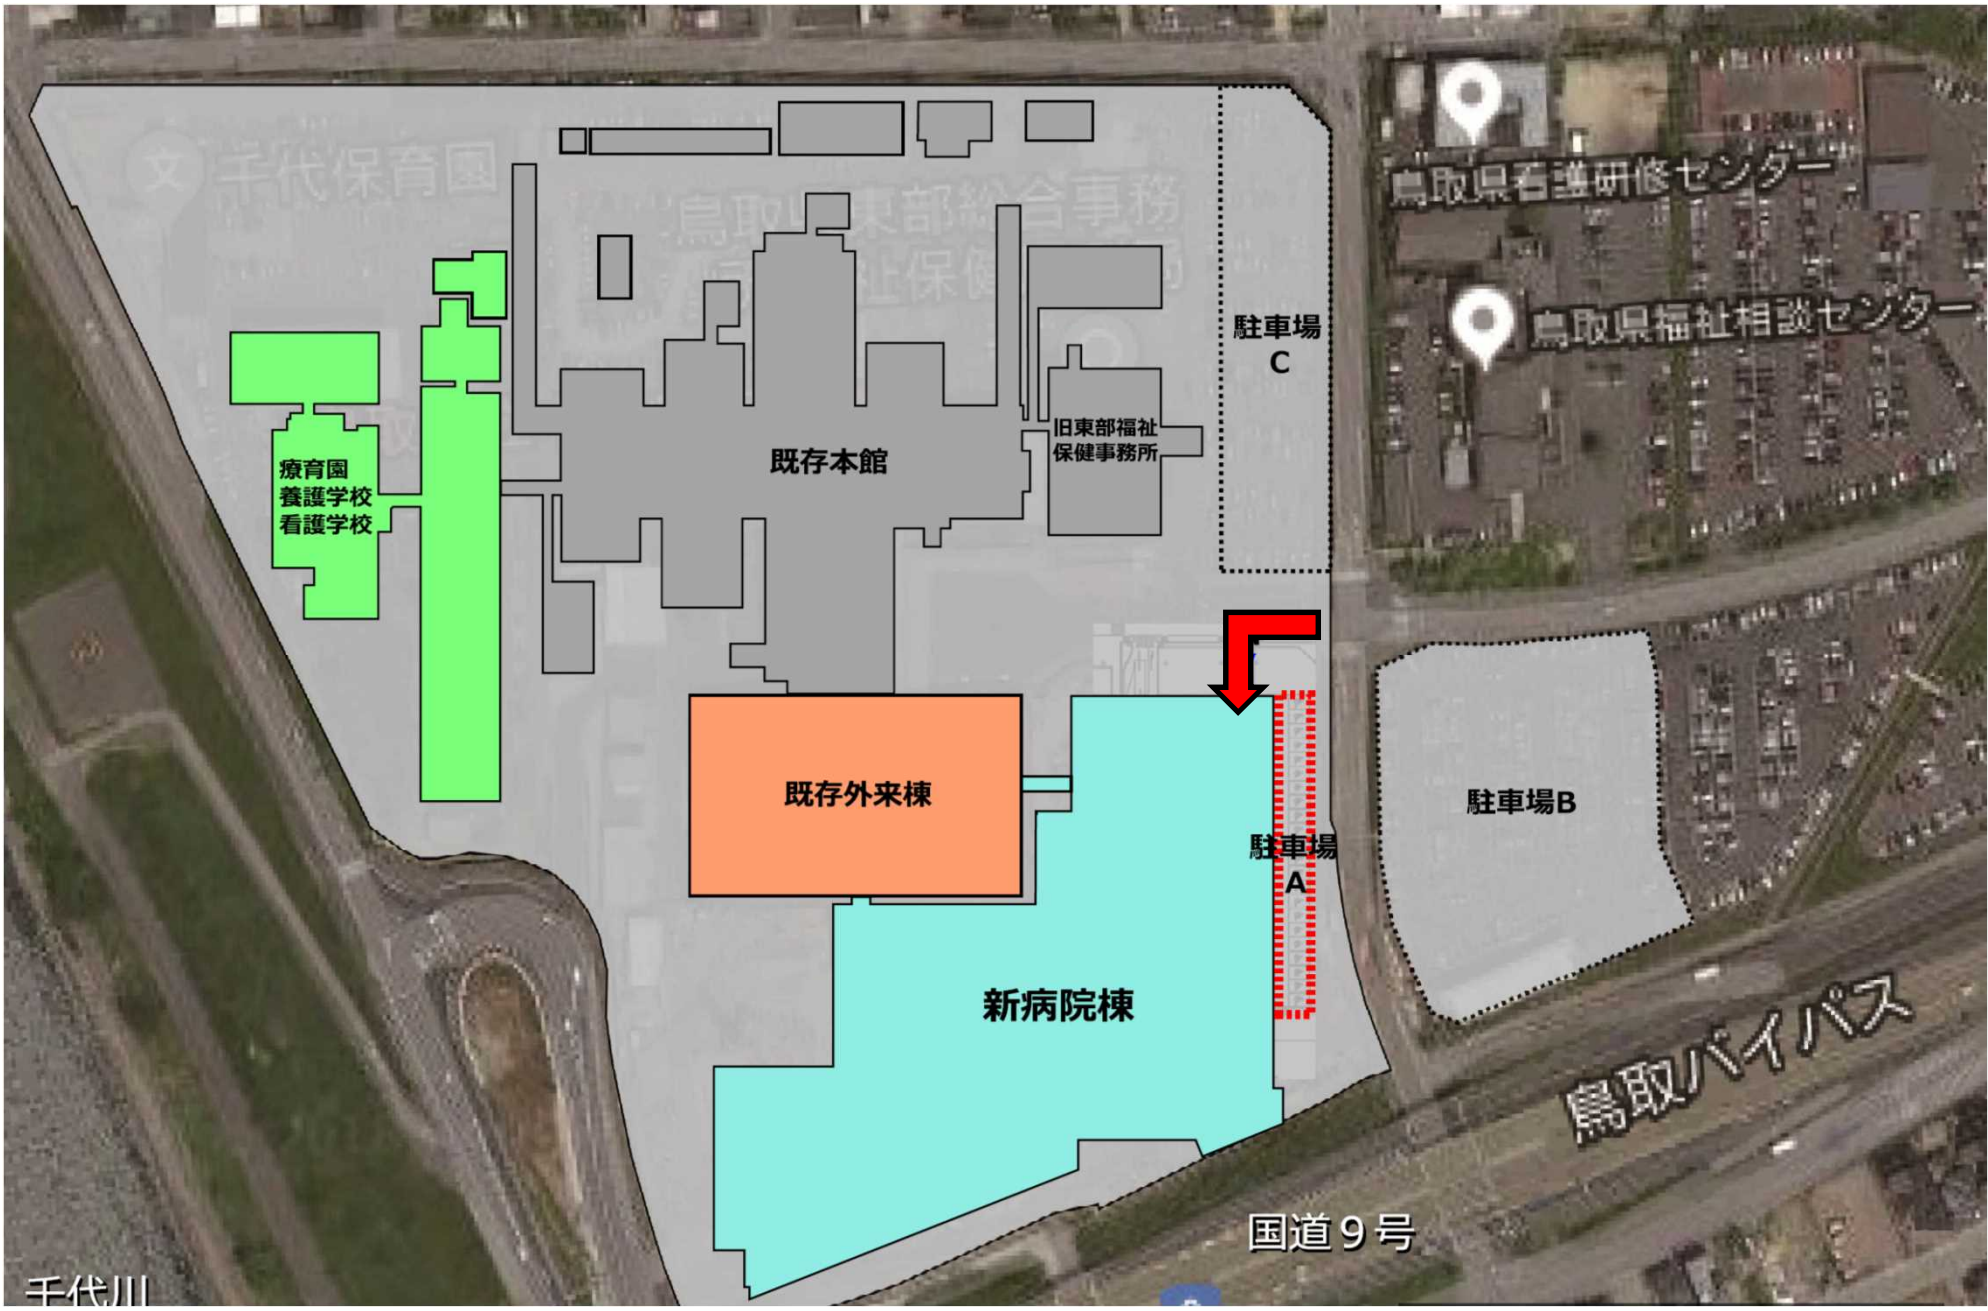 千代保育園
鳥取県看護研修センター
鳥取県福祉相談センター
駐車場
C
旧東部福祉
保健事務所
既存本館
療育園
養護学校
看護学校
既存外来棟
駐車場B
駐車場
A
新病院棟
鳥取バイパス
国道9号
千代川